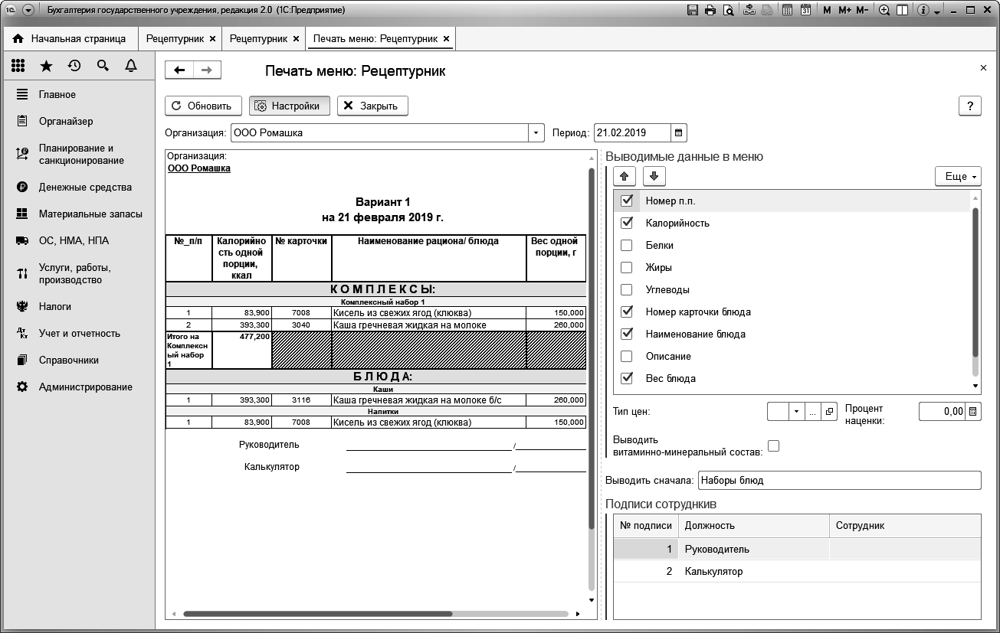 1С Бухгалтерия государственного учреждения, редакция 2.0 (1С:Предприятие) 31 M M+ M- i
Начальная страница Рецептурник × Рецептурник × Печать меню: Рецептурник ×
Печать меню: Рецептурник ×
Главное
Органайзер
Планирование и
санкционирование
Денежные средства
Материальные запасы
ОС, НМА, НПА
Услуги, работы,
производство
Налоги
Дт
Кт Учет и отчетность
Справочники
Администрирование
Обновить Настройки Закрыть ?
Организация: ООО Ромашка Период: 21.02.2019
Организация:
ООО Ромашка
Вариант 1
на 21 февраля 2019 г.
№_п/п Калорийно № карточки Наименование рациона/ блюда Вес одной
сть одной порции, г
порции,
ккал
КОМПЛЕКСЫ:
Комплексный набор 1
1 83,900 7008 Кисель из свежих ягод (клюква) 150,000
2 393,300 3040 Каша гречневая жидкая на молоке 260,000
Итого на 477,200
Комплексн
ый набор
1
БЛЮДА:
Каши
1 393,300 3116 Каша гречневая жидкая на молоке б/с 260,000
Напитки
1 83,900 7008 Кисель из свежих ягод (клюква) 150,000
Руководитель /
Калькулятор /
Выводимые данные в меню
Еще
Номер п.п.
Калорийность
Белки
Жиры
Углеводы
Номер карточки блюда
Наименование блюда
Описание
Вес блюда
Тип цен: ... Процент
наценки: 0,00
Выводить
витаминно-минеральный состав:
Выводить сначала: Наборы блюд
Подписи сотруднкив
№ подписи Должность Сотрудник
1 Руководитель
2 Калькулятор